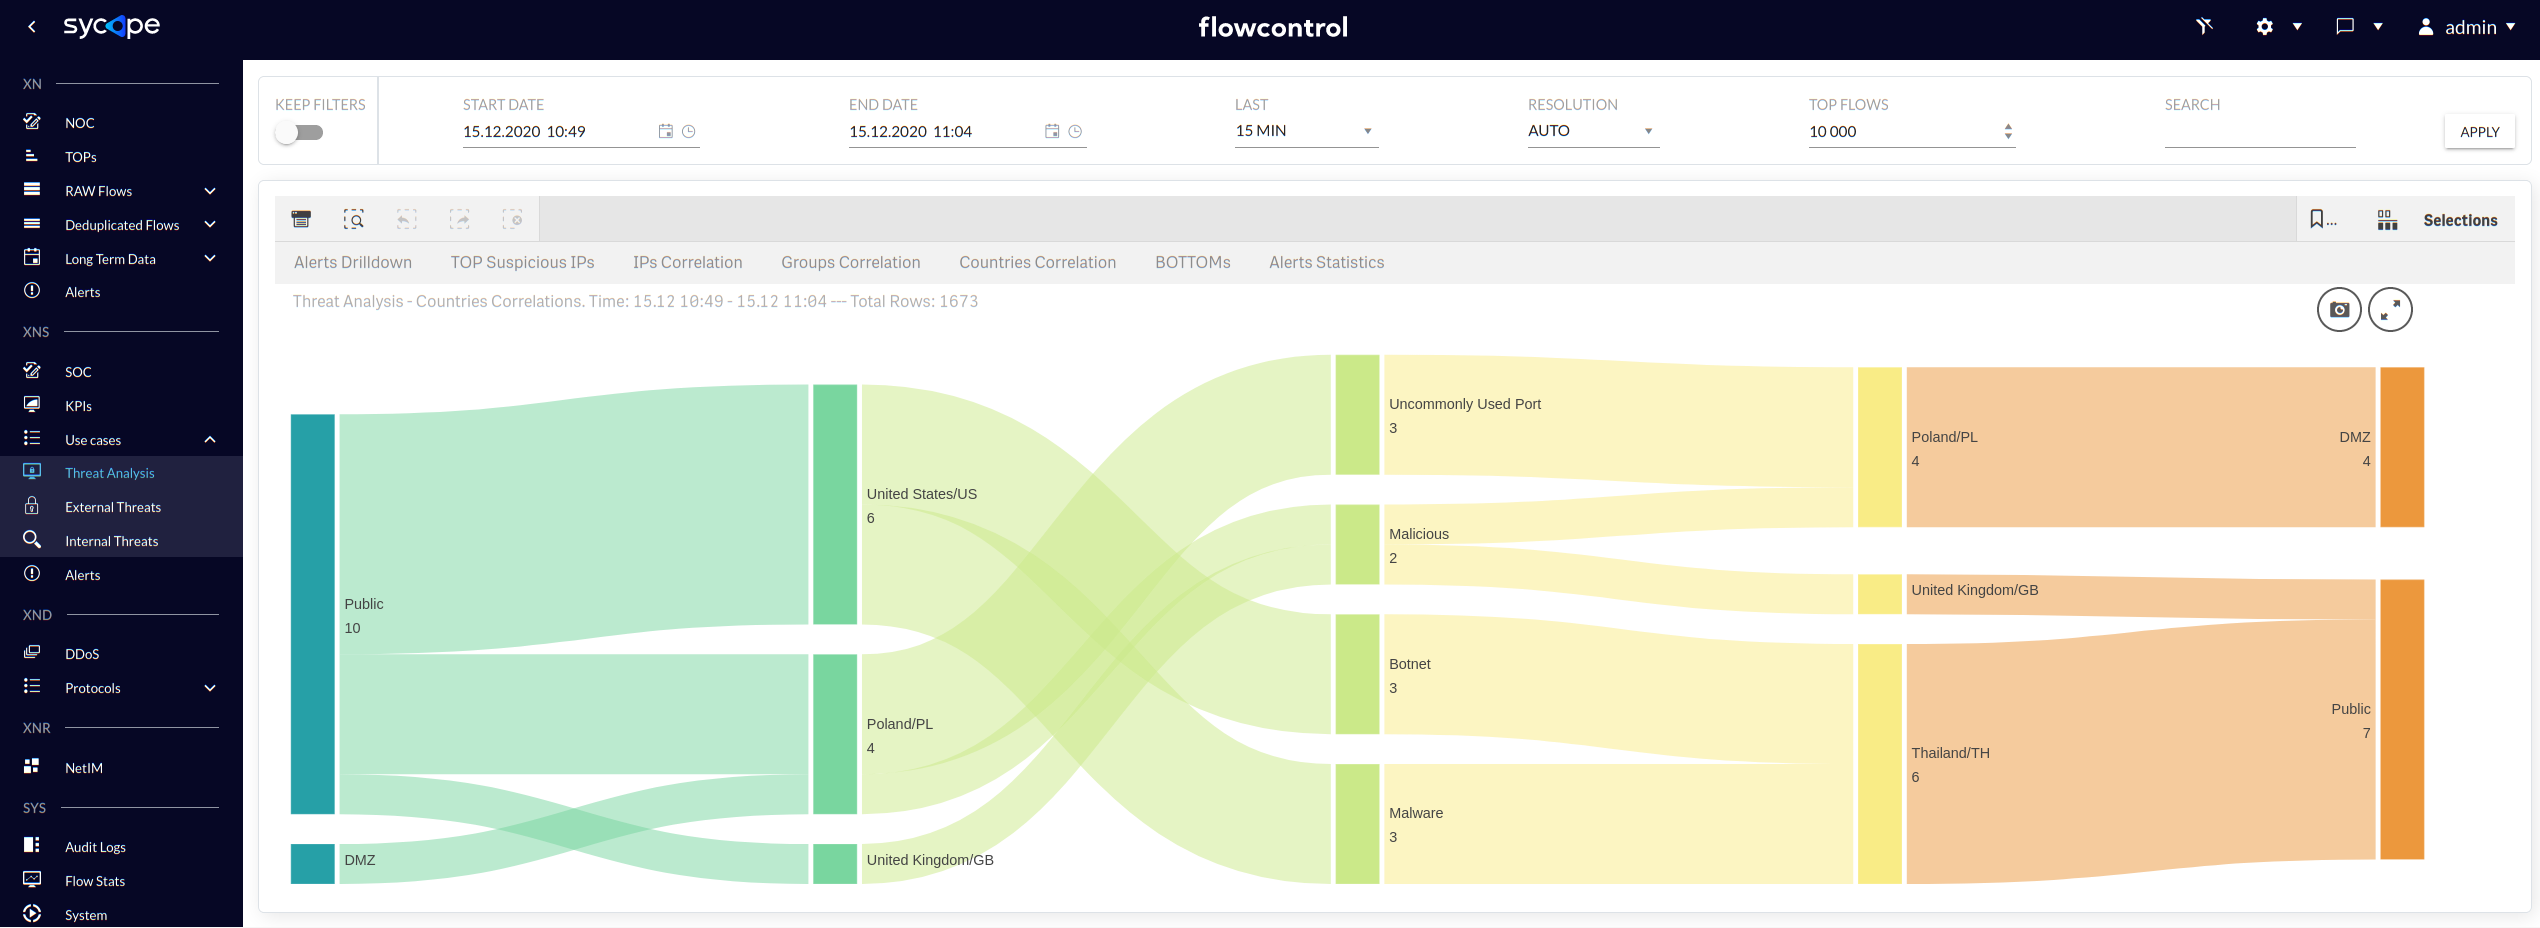 sycope
flowcontrol
admin
XN
NOC
TOPs
RAW Flows
Deduplicated Flows
Long Term Data
Alerts
XNS
SOC
KPIs
Use cases
Threat Analysis
External Threats
Internal Threats
Alerts
XND
DDoS
Protocols
XNR
NetIM
SYS
Audit Logs
Flow Stats
System
KEEP FILTERS
START DATE
15.12.2020 10:49
END DATE
15.12.2020 11:04
LAST
15 MIN
RESOLUTION
AUTO
TOP FLOWS
10 000
SEARCH
APPLY
...
Selections
Alerts Drilldown
TOP Suspicious IPs
IPs Correlation
Groups Correlation
Countries Correlation
BOTTOMs
Alerts Statistics
Threat Analysis - Countries Correlations. Time: 15.12 10:49 - 15.12 11:04 --- Total Rows: 1673
Public
10
DMZ
United States/US
6
Poland/PL
4
United Kingdom/GB
Uncommonly Used Port
3
Malicious
2
Botnet
3
Malware
3
Poland/PL
4
United Kingdom/GB
Thailand/TH
6
DMZ
4
Public
7